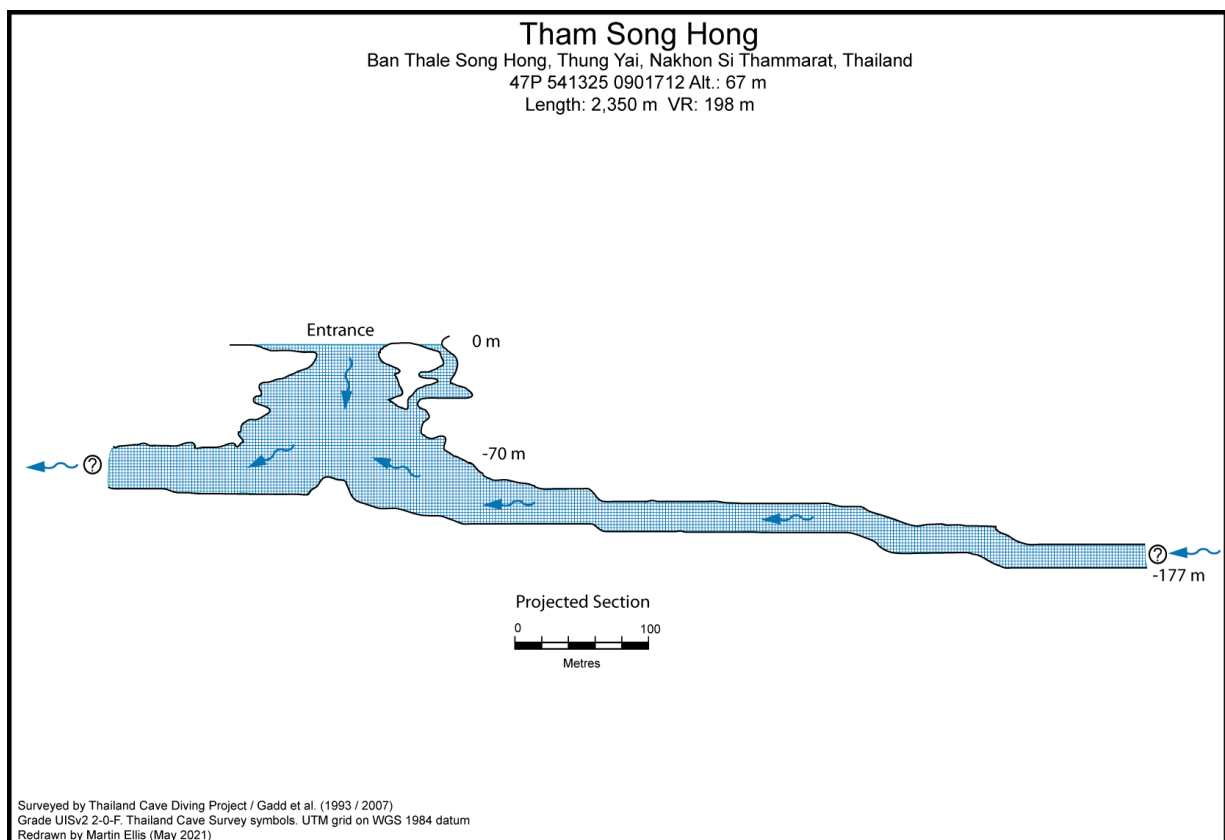 Tham Song Hong
Ban Thale Song Hong, Thung Yai, Nakhon Si Thammarat, Thailand
47P 541325 0901712 Alt.: 67 m
Length: 2,350 m VR: 198 m
Entrance
0 m
-70 m
?
?
-177 m
Projected Section
0 100
Metres
Surveyed by Thailand Cave Diving Project / Gadd et al. (1993 / 2007)
Grade UISv2 2-0-F. Thailand Cave Survey symbols. UTM grid on WGS 1984 datum
Redrawn by Martin Ellis (May 2021)